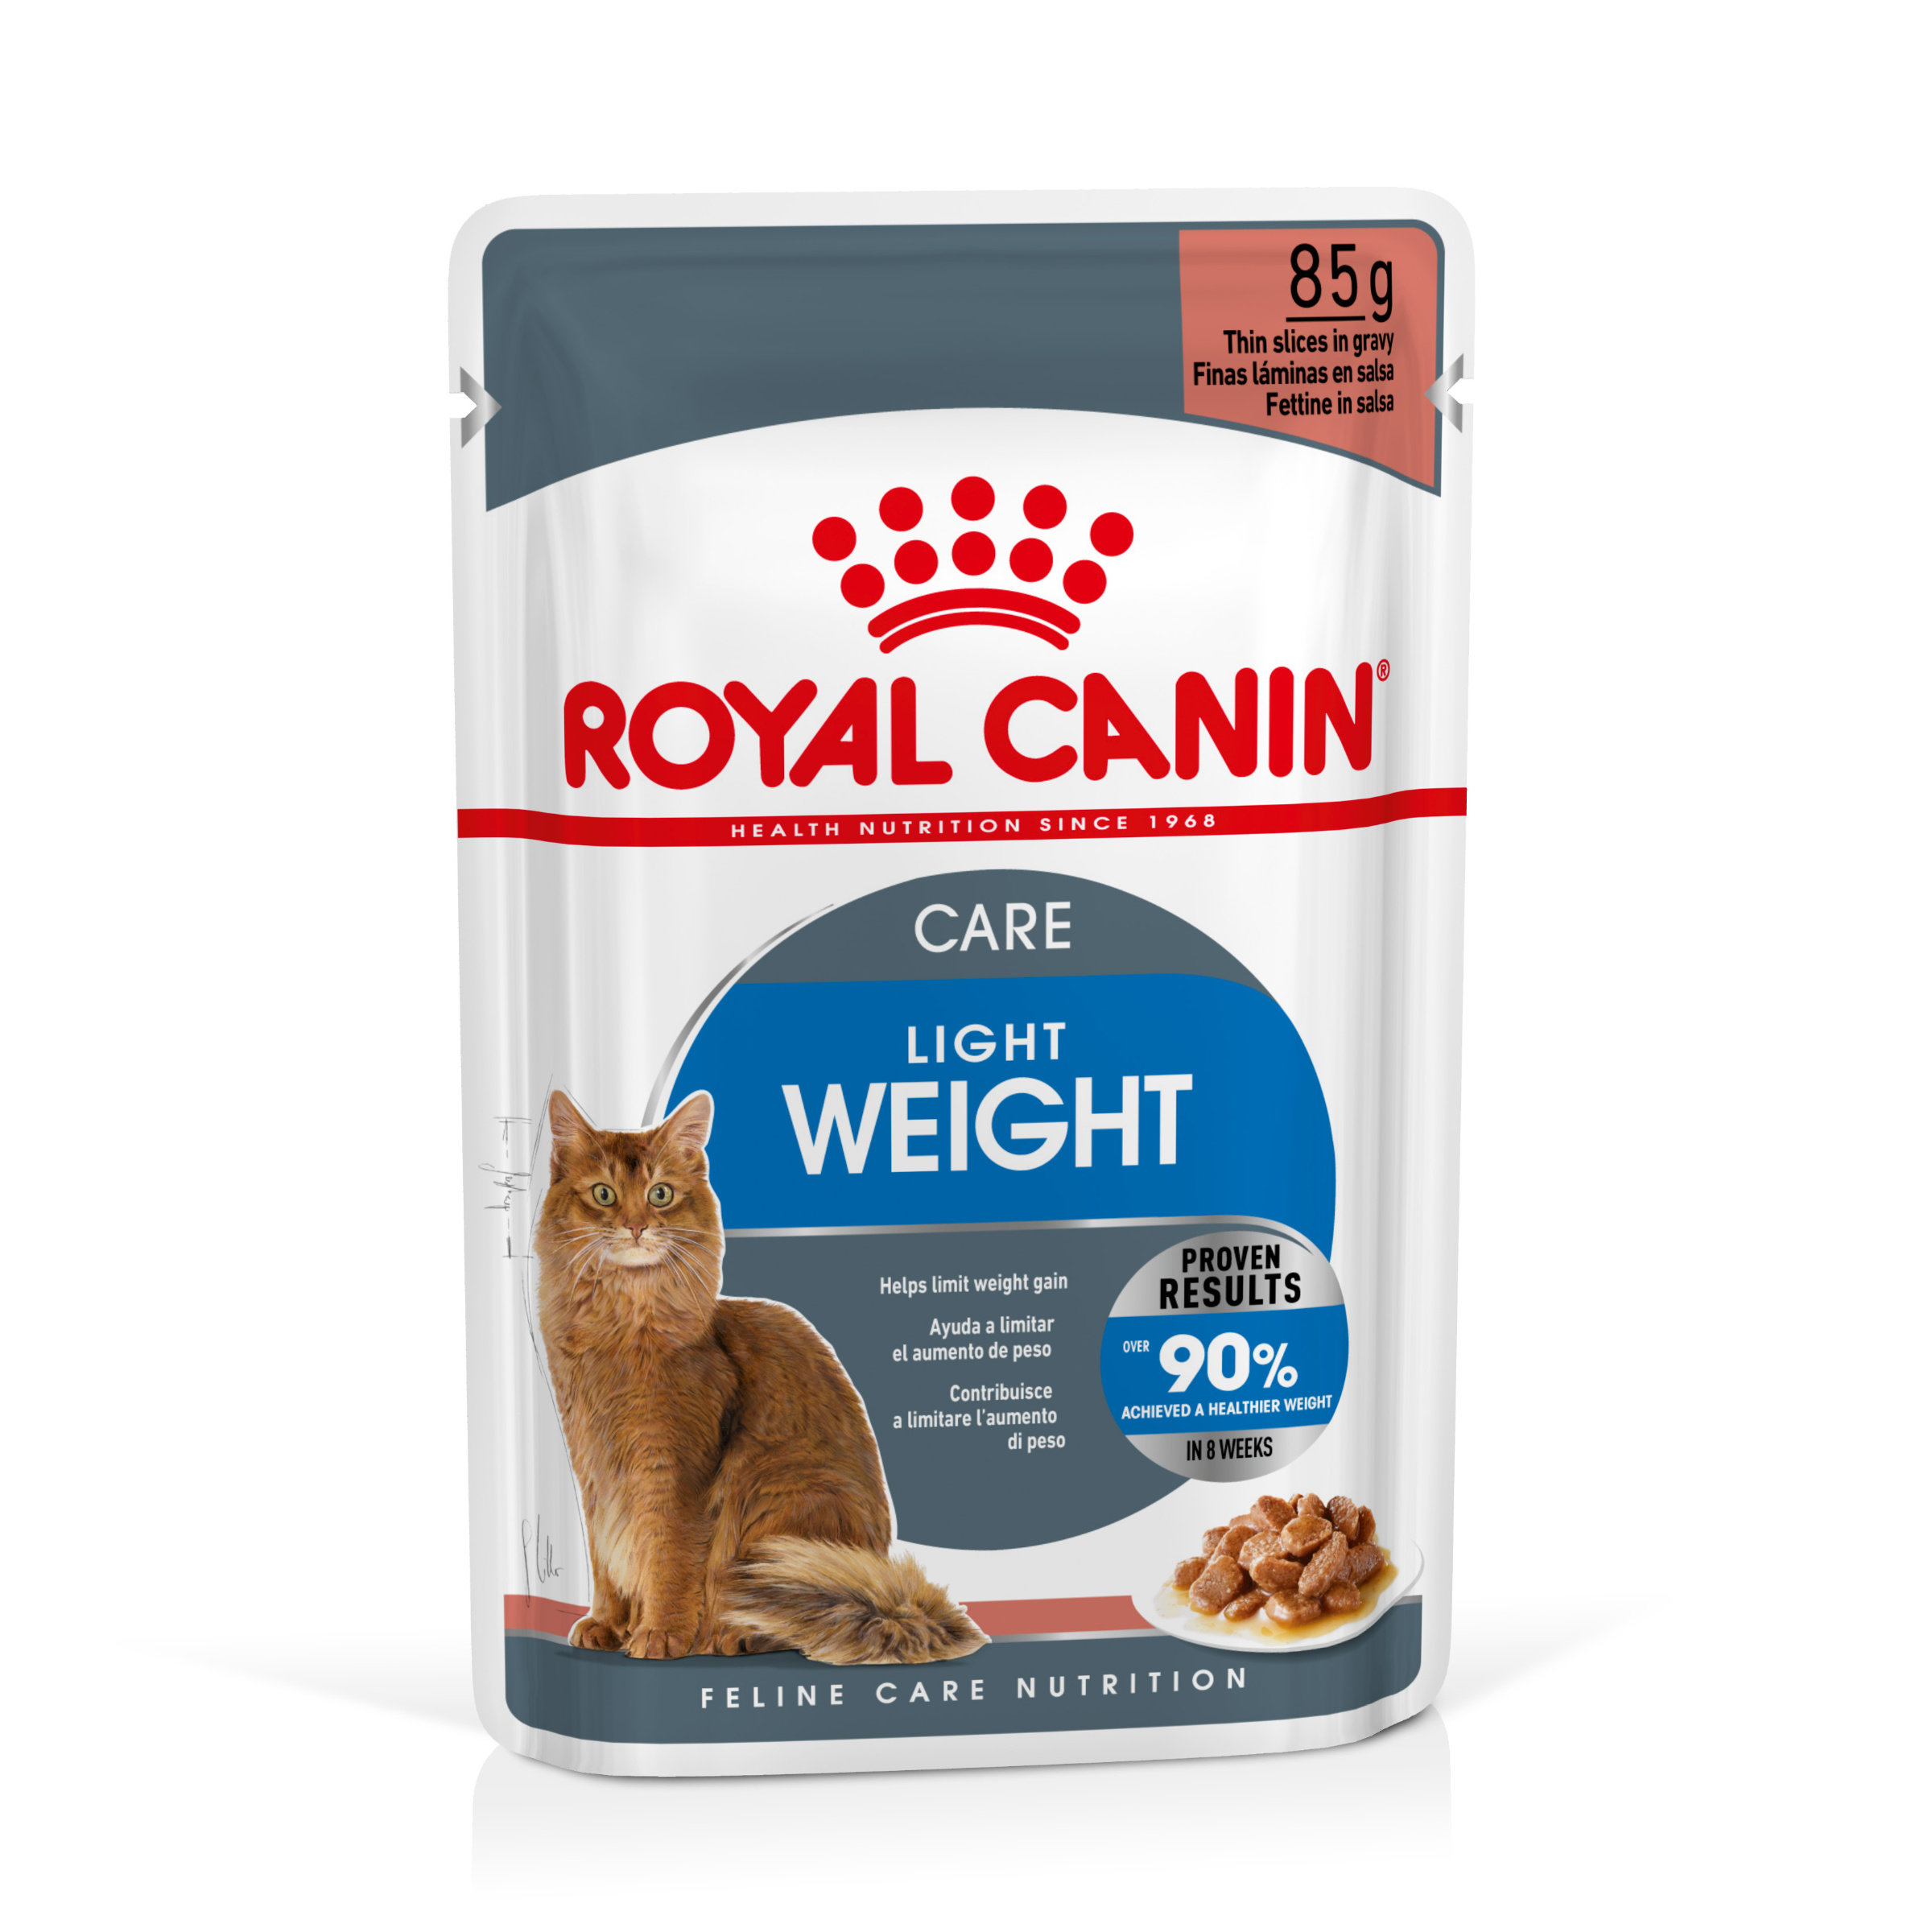 85g
Thin slices in gravy
Finas láminas en salsa
Fettine in salsa
ROYAL CANIN®
HEALTH NUTRITION SINCE 1968
CARE
LIGHT
WEIGHT
Helps limit weight gain
Ayuda a limitar
el aumento de peso
Contribuisce
a limitare l'aumento
di peso
PROVEN
RESULTS
OVER 90%
ACHIEVED A HEALTHIER WEIGHT
IN 8 WEEKS
FELINE CARE NUTRITION